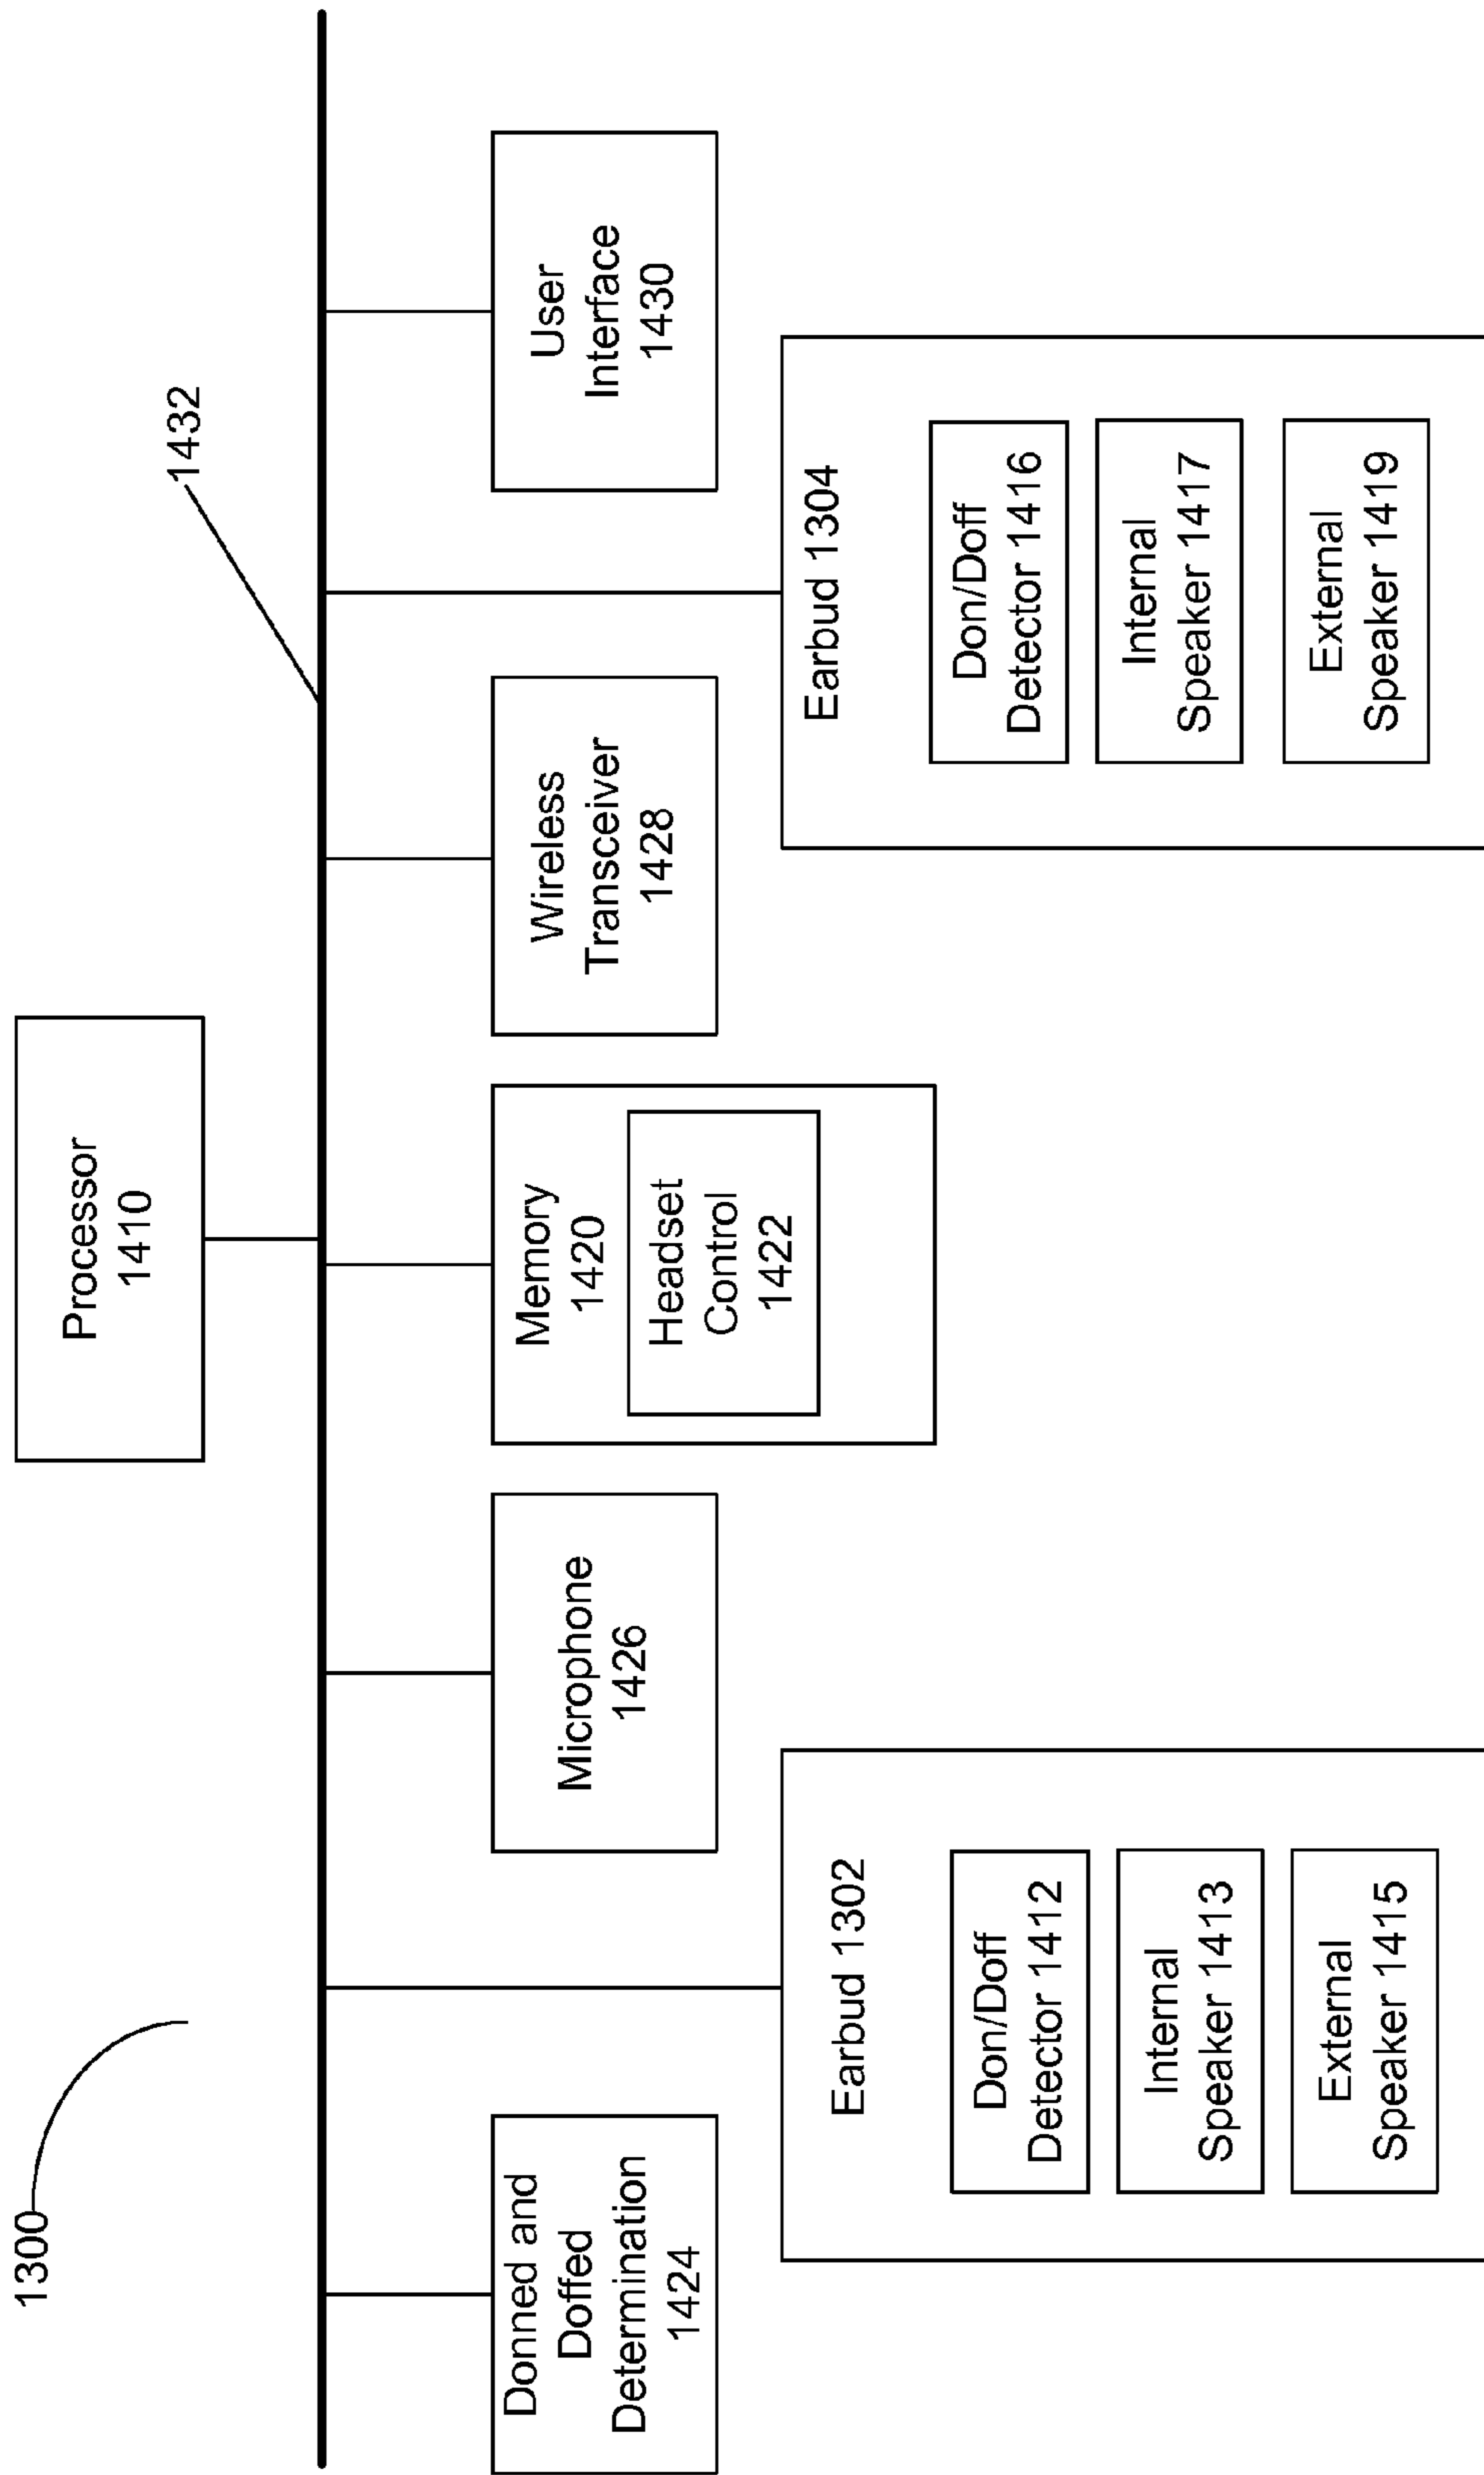 1300
Processor
1410
1432
Donned and
Doffed
Determination
1424
Microphone
1426
Memory
1420
Headset
Control
1422
Wireless
Transceiver
1428
User
Interface
1430
Earbud 1302
Don/Doff
Detector 1412
Internal
Speaker 1413
External
Speaker 1415
Earbud 1304
Don/Doff
Detector 1416
Internal
Speaker 1417
External
Speaker 1419